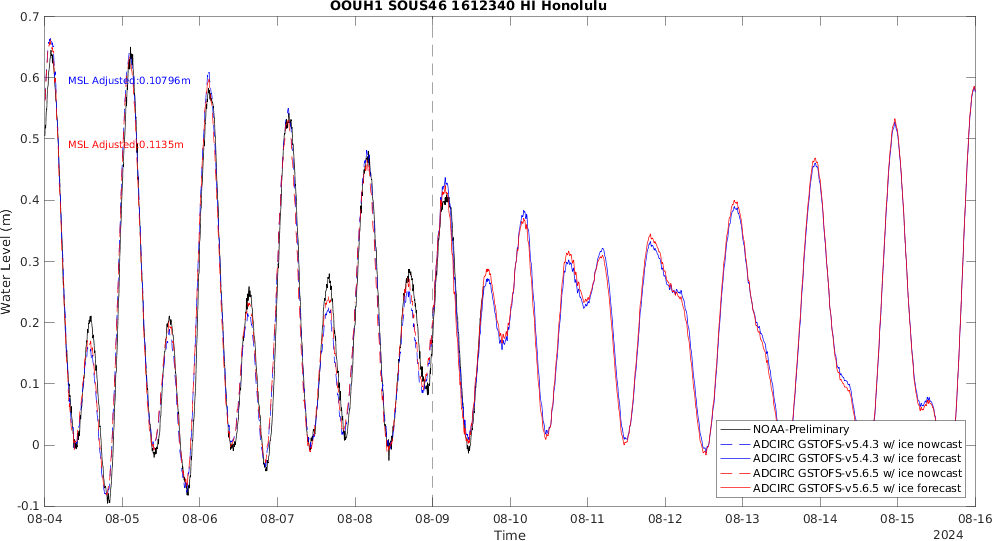 OOUH1 SOUS46 1612340 HI Honolulu
0.7
0.6
0.5
0.4
0.3
0.2
0.1
0
-0.1
Water Level (m)
MSL Adjusted:0.10796m
MSL Adjusted:0.1135m
NOAA-Preliminary
ADCIRC GSTOFS-v5.4.3 w/ ice nowcast
ADCIRC GSTOFS-v5.4.3 w/ ice forecast
ADCIRC GSTOFS-v5.6.5 w/ ice nowcast
ADCIRC GSTOFS-v5.6.5 w/ ice forecast
08-04 08-05 08-06 08-07 08-08 08-09 08-10 08-11 08-12 08-13 08-14 08-15 08-16
Time
2024